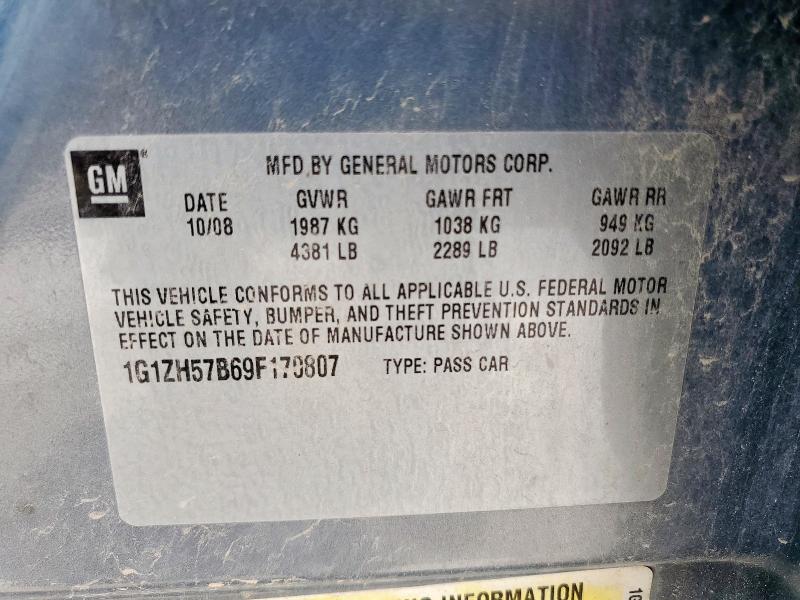 GM
MFD BY GENERAL MOTORS CORP.
DATE GVWR GAWR FRT GAWR RR
10/08 1987 KG 1038 KG 949 KG
4381 LB 2289 LB 2092 LB
THIS VEHICLE CONFORMS TO ALL APPLICABLE U.S. FEDERAL MOTOR
VEHICLE SAFETY, BUMPER, AND THEFT PREVENTION STANDARDS IN
EFFECT ON THE DATE OF MANUFACTURE SHOWN ABOVE.
1G1ZH57B69F170807 TYPE: PASS CAR
INFORMATION